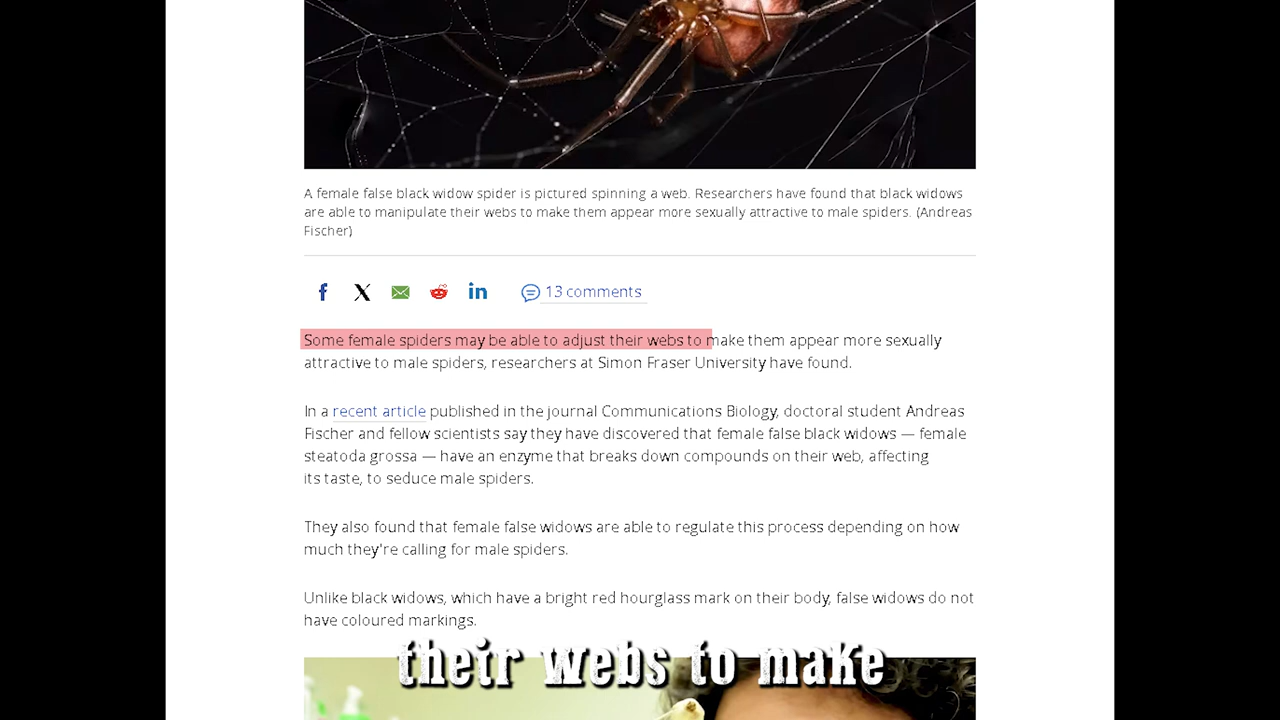 A female false black widow spider is pictured spinning a web. Researchers have found that black widows
are able to manipulate their webs to make them appear more sexually attractive to male spiders. (Andreas
Fischer)
13 comments
Some female spiders may be able to adjust their webs to make them appear more sexually
attractive to male spiders, researchers at Simon Fraser University have found.
In a recent article published in the journal Communications Biology, doctoral student Andreas
Fischer and fellow scientists say they have discovered that female false black widows — female
steatoda grossa — have an enzyme that breaks down compounds on their web, affecting
its taste, to seduce male spiders.
They also found that female false widows are able to regulate this process depending on how
much they're calling for male spiders.
Unlike black widows, which have a bright red hourglass mark on their body, false widows do not
have coloured markings.
their webs to make